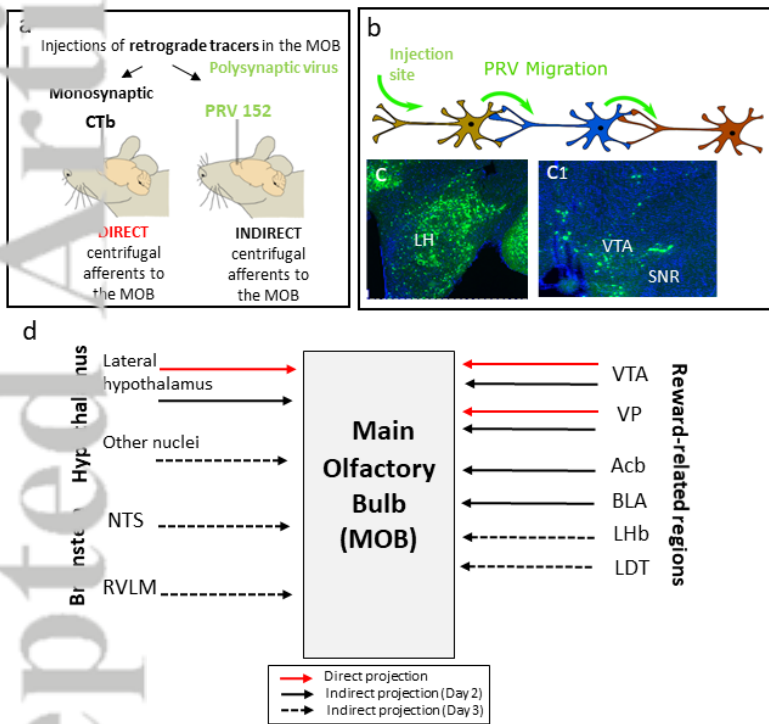 a
Injections of retrograde tracers in the MOB
Polysynaptic virus
Monosynaptic
CTb
PRV 152
DIRECT
centrifugal
afferents to
the MOB
INDIRECT
centrifugal
afferents to
the MOB
b
Injection
site
PRV Migration
C
LH
C1
VTA
SNR
d
Hypothalamus
Lateral
hypothalamus
Other nuclei
NTS
RVLM
Main
Olfactory
Bulb
(MOB)
VTA
VP
Acb
BLA
LHb
LDT
Reward-related regions
Direct projection
Indirect projection (Day 2)
Indirect projection (Day 3)